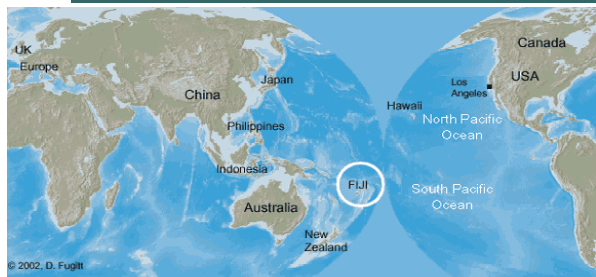 UK
Europe
China
Japan
Philippines
Indonesia
Australia
New
Zealand
FIJI
Hawaii
Canada
USA
Los
Angeles
North Pacific
Ocean
South Pacific
Ocean
© 2002, D. Fugitt